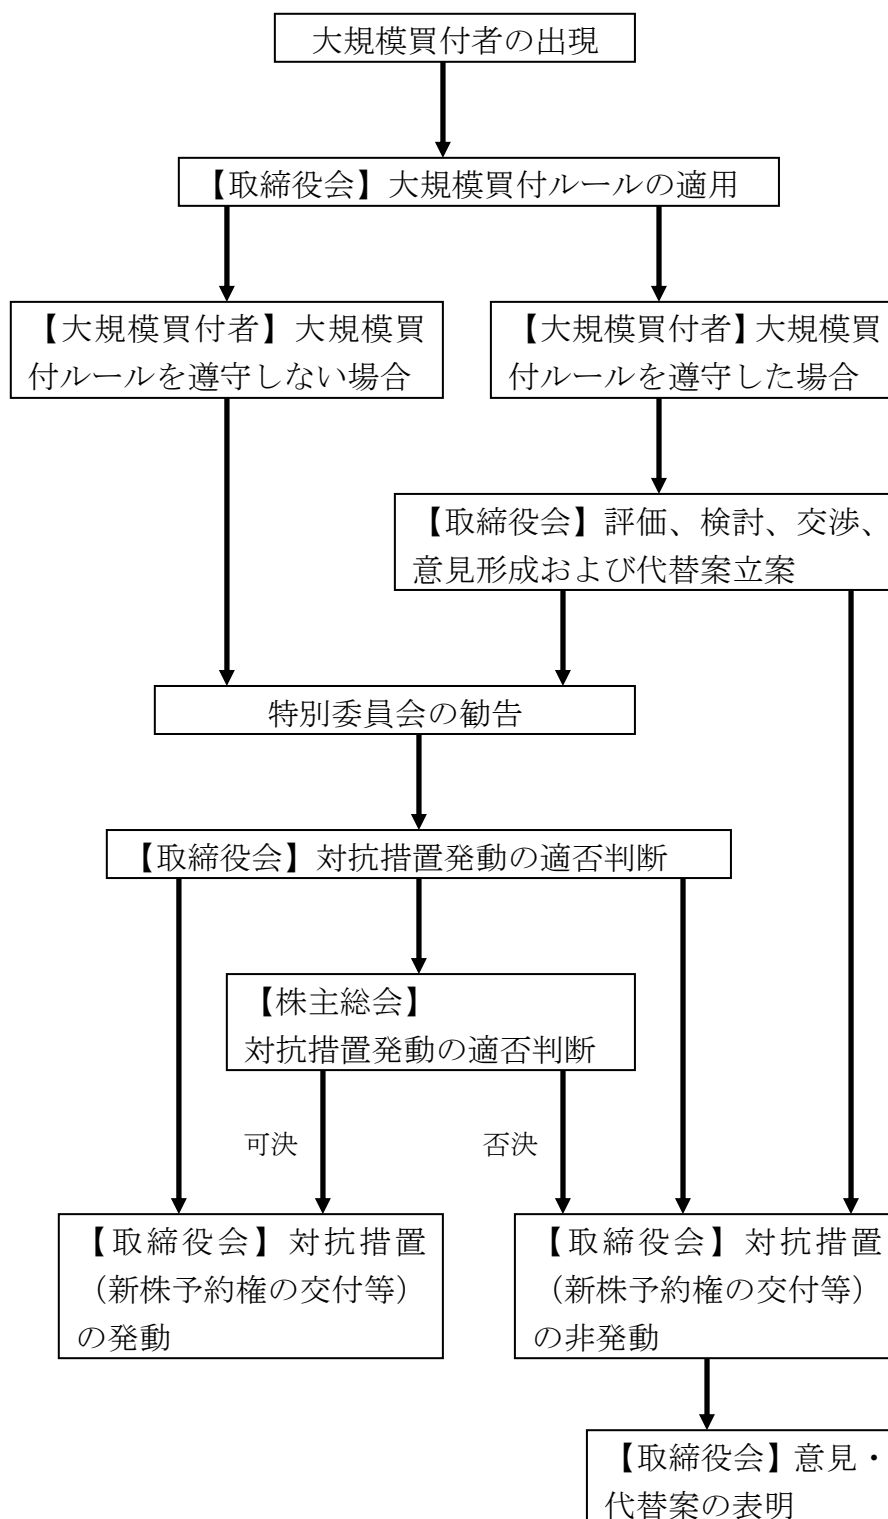 大規模買付者の出現
【取締役会】大規模買付ルールの適用
【大規模買付者】大規模買
付ルールを遵守しない場合
【大規模買付者】大規模買
付ルールを遵守した場合
【取締役会】評価、検討、交渉、
意見形成および代替案立案
特別委員会の勧告
【取締役会】対抗措置発動の適否判断
【株主総会】
対抗措置発動の適否判断
可決
否決
【取締役会】対抗措置
（新株予約権の交付等）
の発動
【取締役会】対抗措置
（新株予約権の交付等）
の非発動
【取締役会】意見・
代替案の表明